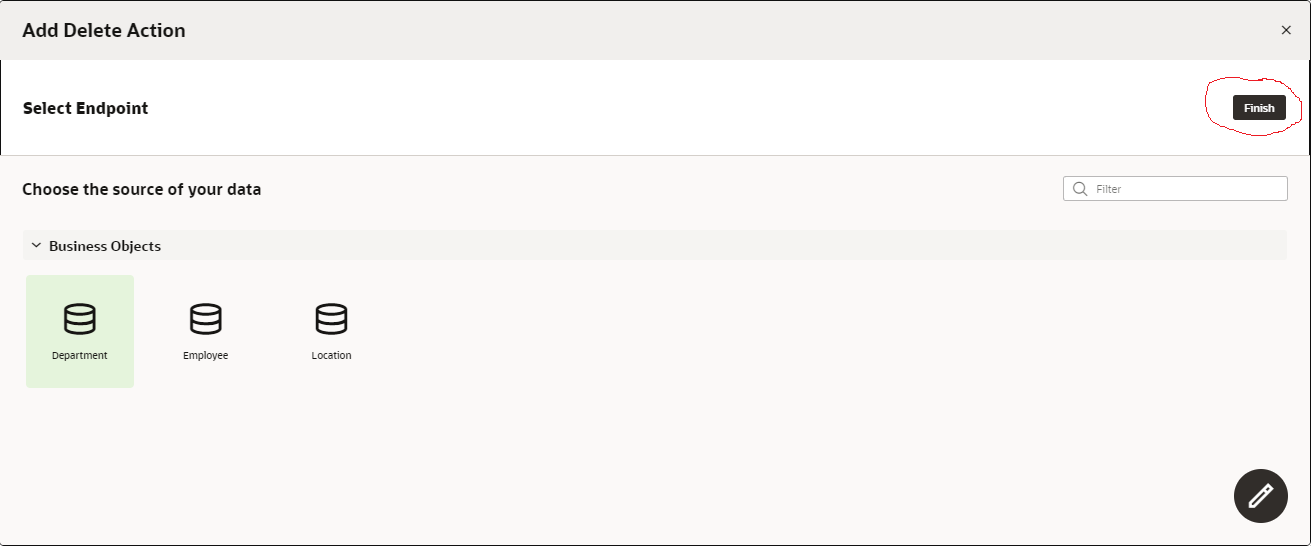 Add Delete Action
Select Endpoint
Finish
Choose the source of your data
Filter
Business Objects
Department
Employee
Location